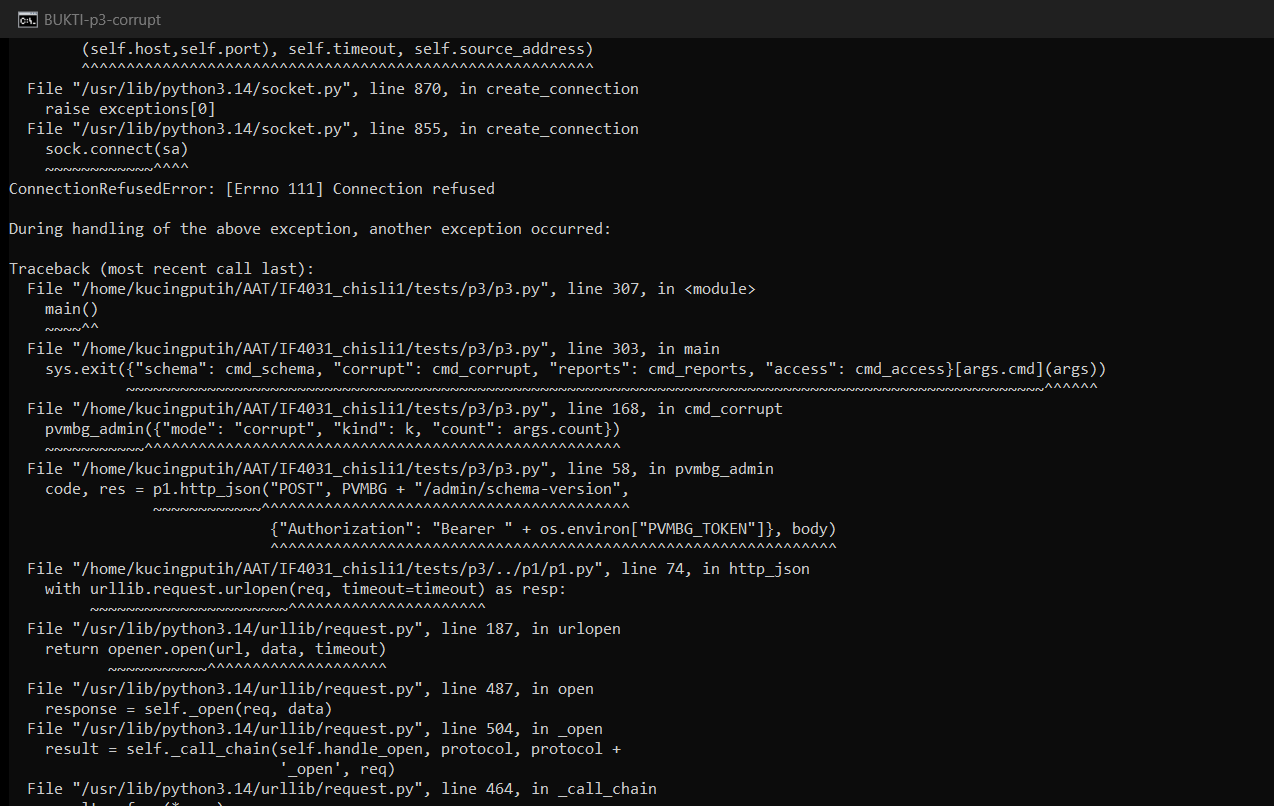 BUKTI-p3-corrupt
(self.host,self.port), self.timeout, self.source_address)
^^^^^^^^^^^^^^^^^^^^^^^^^^^^^^^^^^^^^^^^^^^^^^^^^^^^^^^^^
File "/usr/lib/python3.14/socket.py", line 870, in create_connection
raise exceptions[0]
File "/usr/lib/python3.14/socket.py", line 855, in create_connection
sock.connect(sa)
~~~~~~~~~~~~^^^^
ConnectionRefusedError: [Errno 111] Connection refused

During handling of the above exception, another exception occurred:

Traceback (most recent call last):
File "/home/kucingputih/AAT/IF4031_chisli1/tests/p3/p3.py", line 307, in <module>
main()
~~~~^^
File "/home/kucingputih/AAT/IF4031_chisli1/tests/p3/p3.py", line 303, in main
sys.exit({"schema": cmd_schema, "corrupt": cmd_corrupt, "reports": cmd_reports, "access": cmd_access}[args.cmd](args))
~~~~~~~~~~~~~~~~~~~~~~~~~~~~~~~~~~~~~~~~~~~~~~~~~~~~~~~~~~~~~~~~~~~~~~~~~~~~~~~~~~~~~~~~~~~~~~~~~~~~~~^^^^^^
File "/home/kucingputih/AAT/IF4031_chisli1/tests/p3/p3.py", line 168, in cmd_corrupt
pvmbg_admin({"mode": "corrupt", "kind": k, "count": args.count})
~~~~~~~~~~~^^^^^^^^^^^^^^^^^^^^^^^^^^^^^^^^^^^^^^^^^^^^^^^^^^^^^
File "/home/kucingputih/AAT/IF4031_chisli1/tests/p3/p3.py", line 58, in pvmbg_admin
code, res = p1.http_json("POST", PVMBG + "/admin/schema-version",
~~~~~~~~~~~~^^^^^^^^^^^^^^^^^^^^^^^^^^^^^^^^^^^^^^^^^
{"Authorization": "Bearer " + os.environ["PVMBG_TOKEN"]}, body)
^^^^^^^^^^^^^^^^^^^^^^^^^^^^^^^^^^^^^^^^^^^^^^^^^^^^^^^^^^^^^^^
File "/home/kucingputih/AAT/IF4031_chisli1/tests/p3/../p1/p1.py", line 74, in http_json
with urllib.request.urlopen(req, timeout=timeout) as resp:
~~~~~~~~~~~~~~~~~~~~~~^^^^^^^^^^^^^^^^^^^^^^
File "/usr/lib/python3.14/urllib/request.py", line 187, in urlopen
return opener.open(url, data, timeout)
~~~~~~~~~~~^^^^^^^^^^^^^^^^^^^^
File "/usr/lib/python3.14/urllib/request.py", line 487, in open
response = self._open(req, data)
File "/usr/lib/python3.14/urllib/request.py", line 504, in _open
result = self._call_chain(self.handle_open, protocol, protocol +
'_open', req)
File "/usr/lib/python3.14/urllib/request.py", line 464, in _call_chain